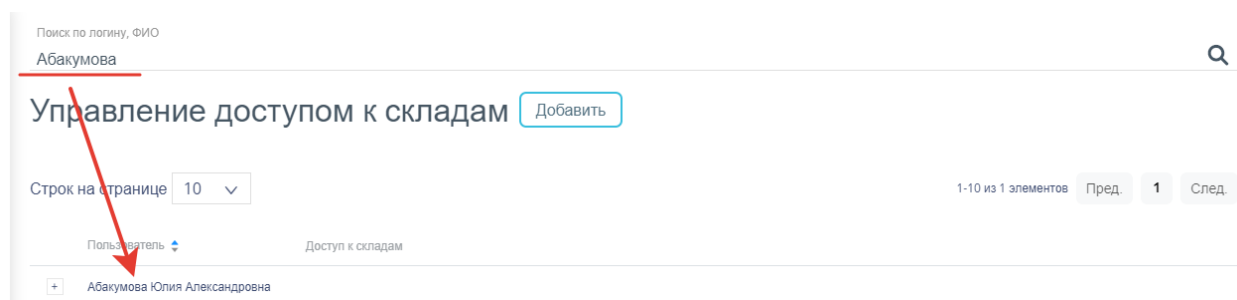 Поиск по логину, ФИО
Абакумова
Управление доступом к складам Добавить
Строк на странице 10 1-10 из 1 элементов Пред. 1 След.
Пользователь Доступ к складам
+ Абакумова Юлия Александровна